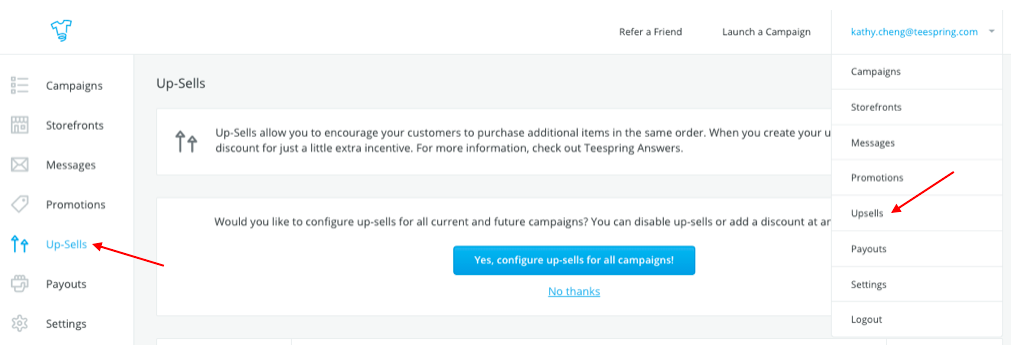 Refer a Friend
Launch a Campaign
kathy.cheng@teespring.com
Campaigns
Storefronts
Messages
Promotions
Up-Sells
Payouts
Settings
Up-Sells
Up-Sells allow you to encourage your customers to purchase additional items in the same order. When you create your u
discount for just a little extra incentive. For more information, check out Teespring Answers.
Would you like to configure up-sells for all current and future campaigns? You can disable up-sells or add a discount at an
Yes, configure up-sells for all campaigns!
No thanks
Campaigns
Storefronts
Messages
Promotions
Upsells
Payouts
Settings
Logout